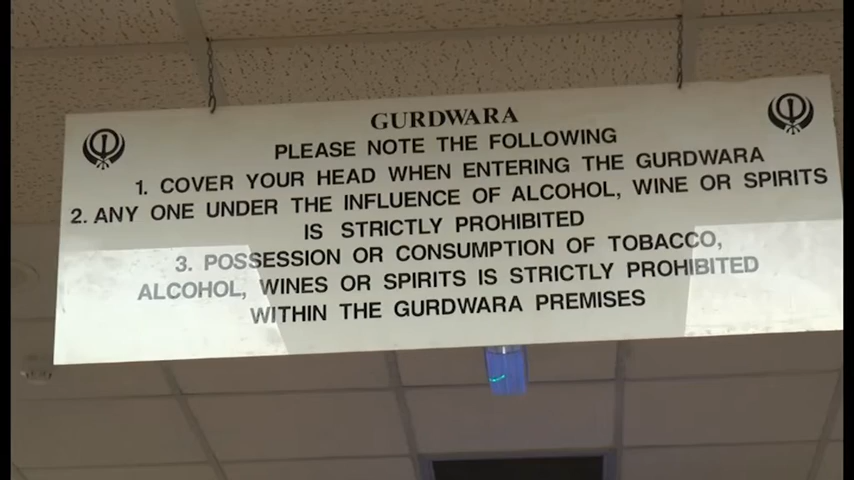 GURDWARA
PLEASE NOTE THE FOLLOWING
1. COVER YOUR HEAD WHEN ENTERING THE GURDWARA
2. ANY ONE UNDER THE INFLUENCE OF ALCOHOL, WINE OR SPIRITS
IS STRICTLY PROHIBITED
3. POSSESSION OR CONSUMPTION OF TOBACCO,
ALCOHOL, WINES OR SPIRITS IS STRICTLY PROHIBITED
WITHIN THE GURDWARA PREMISES